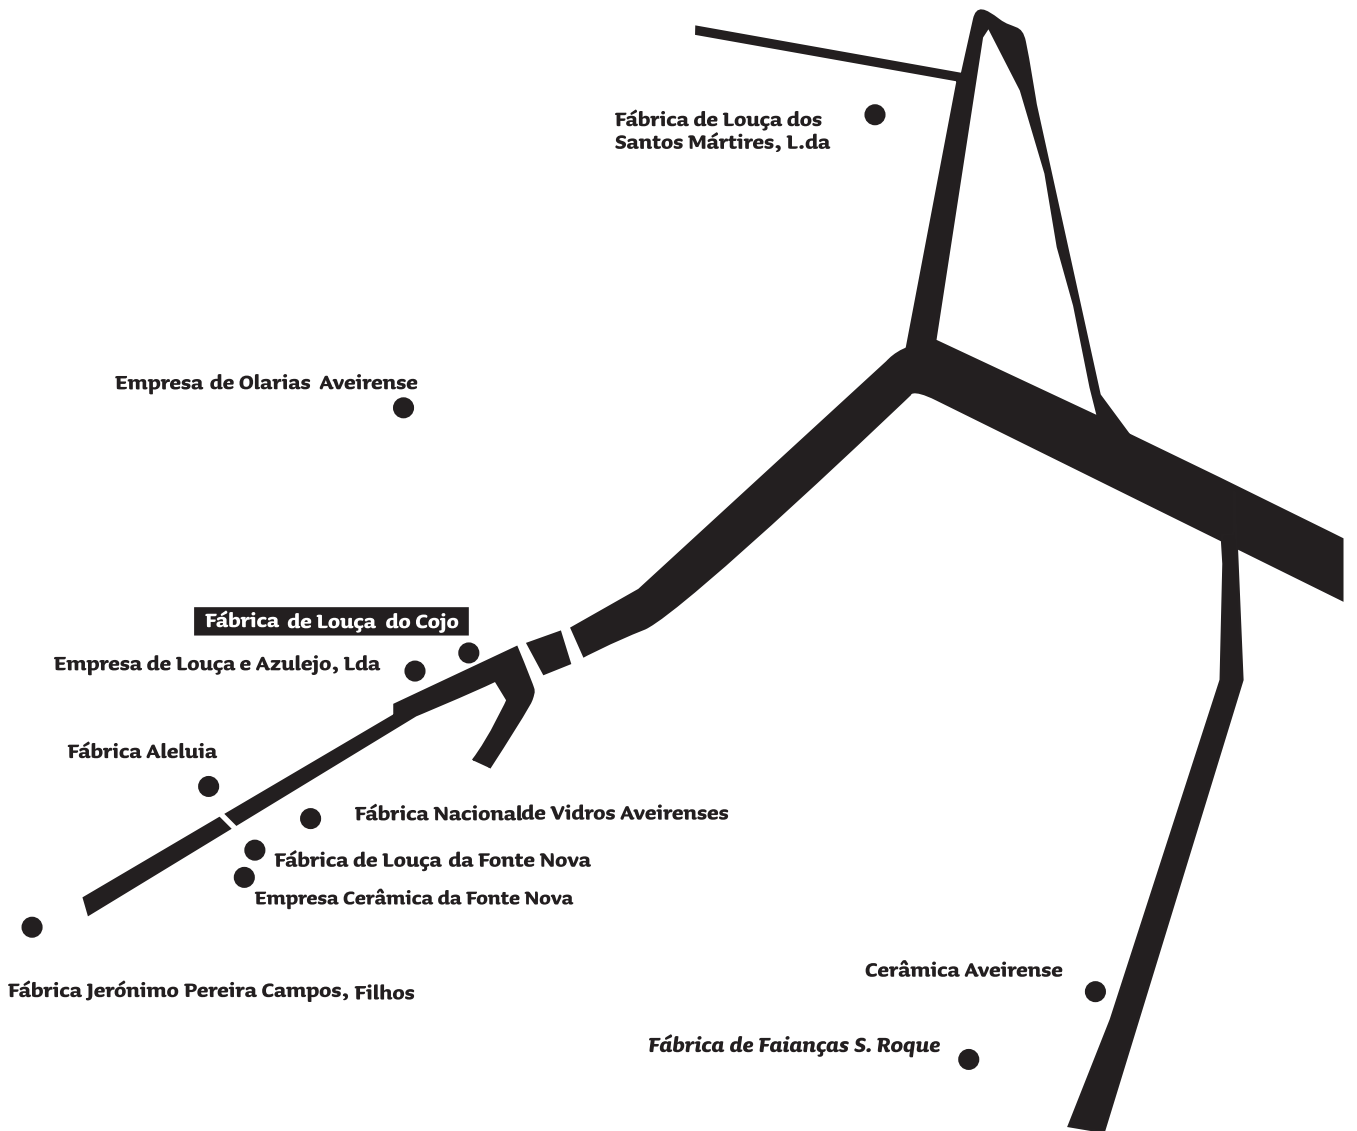 Fábrica de Louça dos
Santos Mártires, L.da
Empresa de Olarias Aveirense
Fábrica de Louça do Cojo
Empresa de Louça e Azulejo, Lda
Fábrica Aleluia
Fábrica Nacionalde Vidros Aveirenses
Fábrica de Louça da Fonte Nova
Empresa Cerâmica da Fonte Nova
Cerâmica Aveirense
Fábrica Jerónimo Pereira Campos, Filhos
Fábrica de Faianças S. Roque